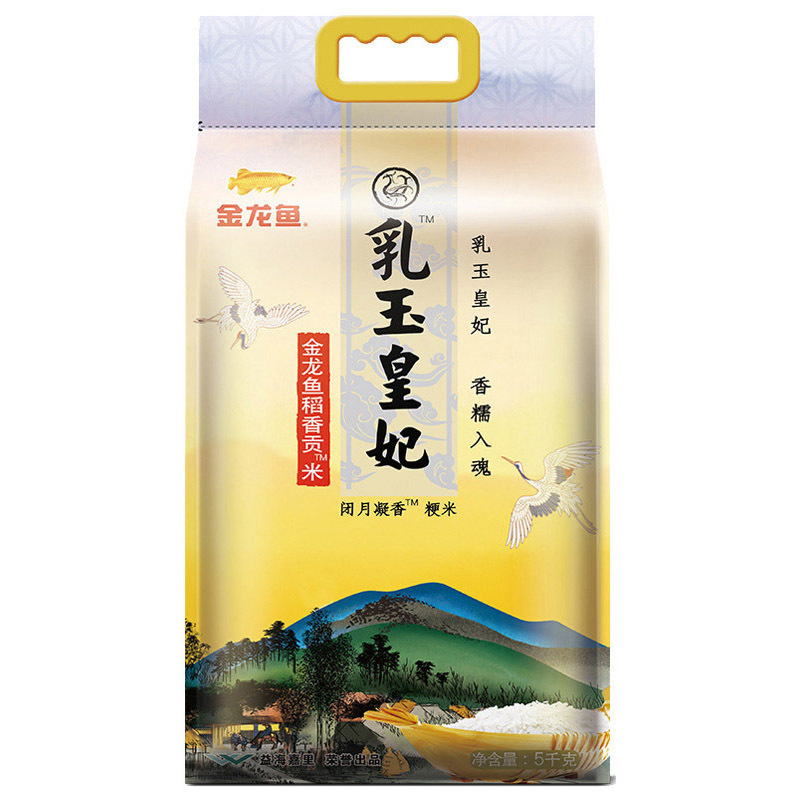 金龙鱼
乳玉皇妃™
金龙鱼稻香贡™米
乳玉皇妃 香糯入魂
闭月凝香™ 粳米
益海嘉里 荣誉出品
净含量：5千克